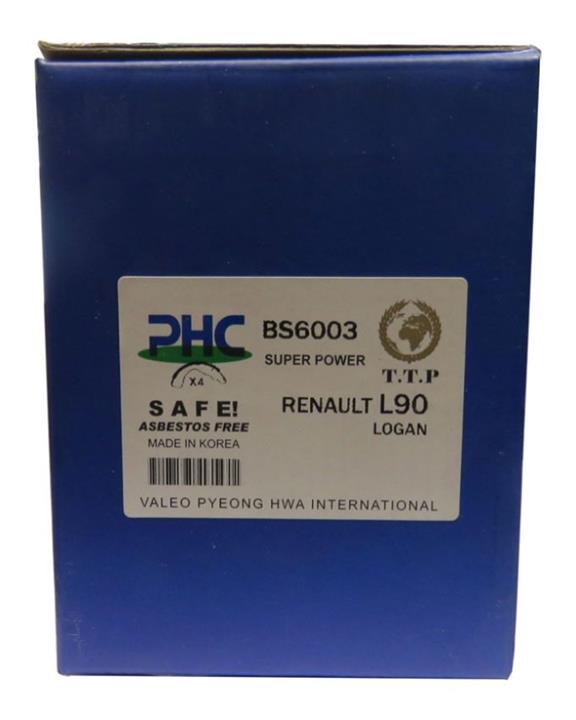 PHC BS6003
SUPER POWER
X4
T.T.P
SAFE!
RENAULT L90
ASBESTOS FREE
LOGAN
MADE IN KOREA
VALEO PYEONG HWA INTERNATIONAL